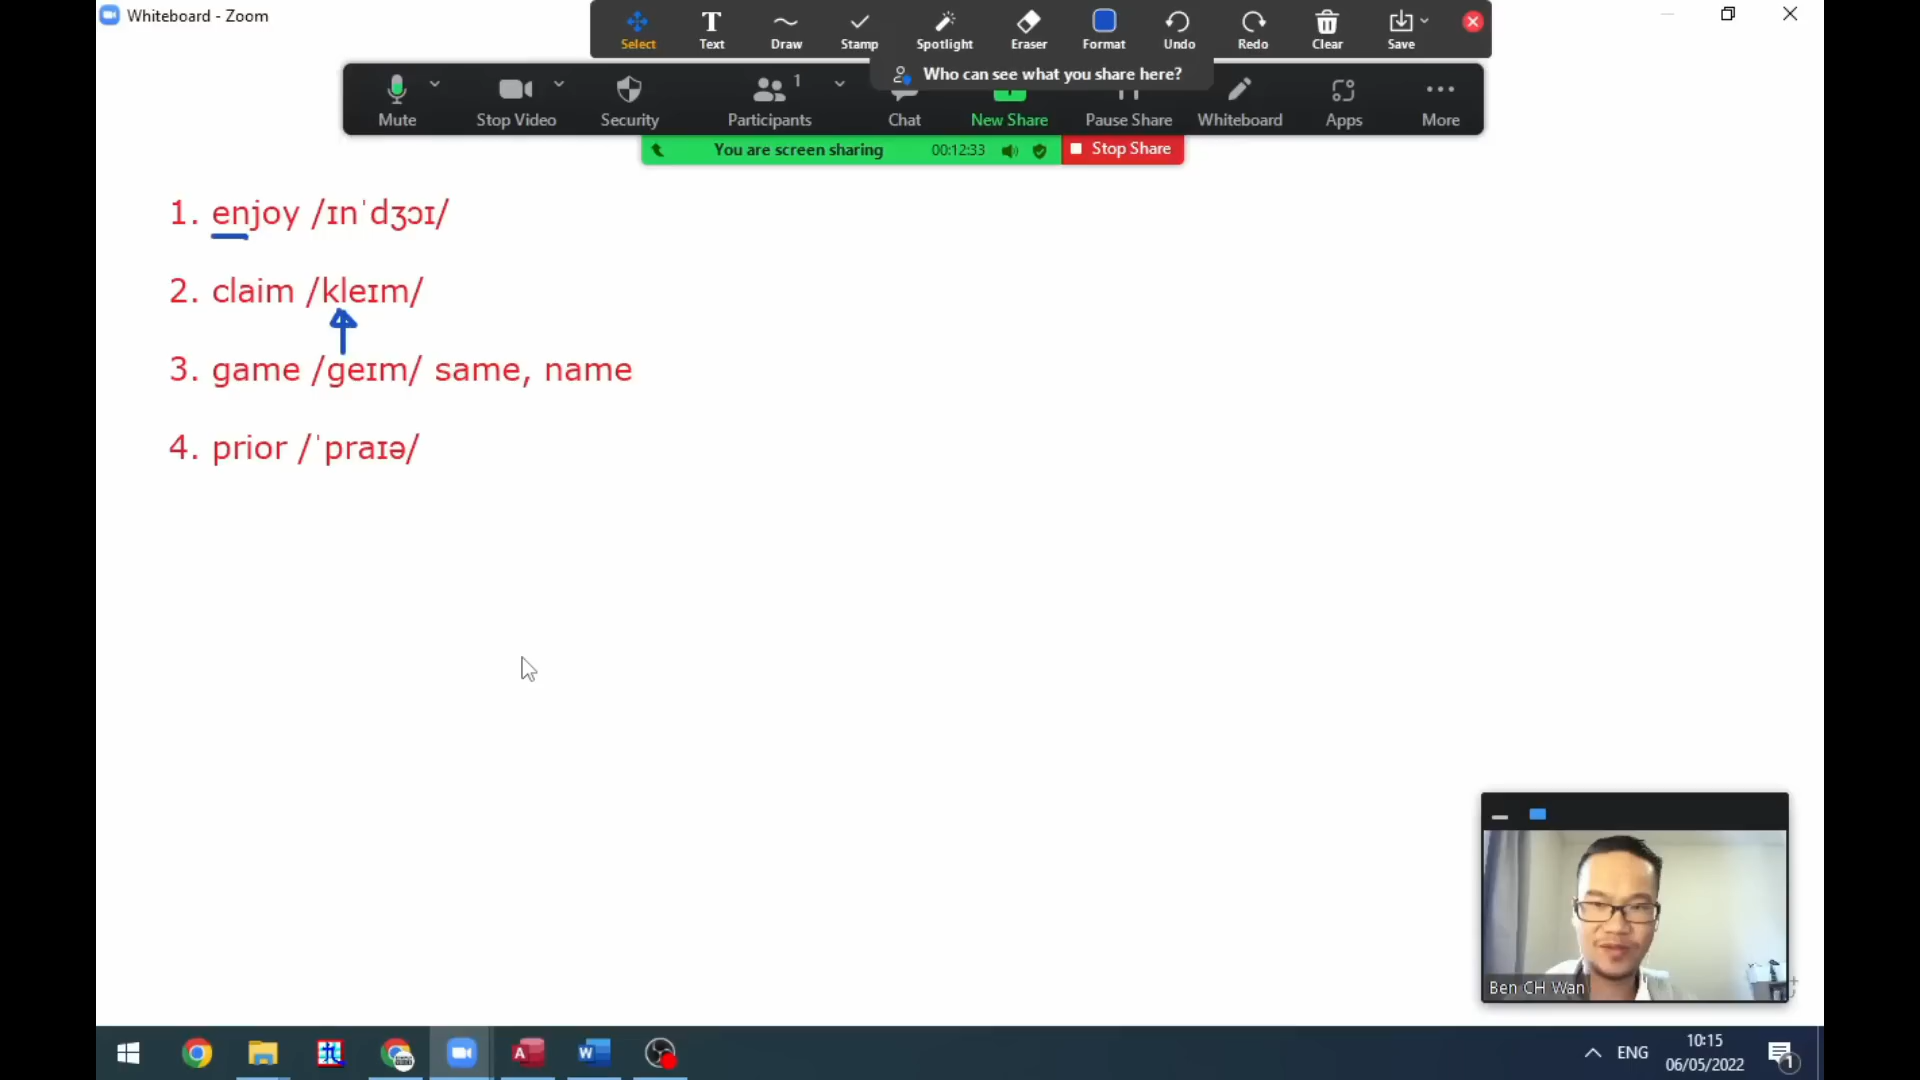 Whiteboard - Zoom
Select
Text
Draw
Stamp
Spotlight
Eraser
Format
Undo
Redo
Clear
Save
Who can see what you share here?
Mute
Stop Video
Security
Participants
1
Chat
New Share
Pause Share
Whiteboard
Apps
More
You are screen sharing
00:12:33
Stop Share
1. enjoy /ɪnˈdʒɔɪ/
2. claim /kleɪm/
3. game /geɪm/ same, name
4. prior /ˈpraɪə/
Ben CH Wan
ENG
10:15
06/05/2022
1